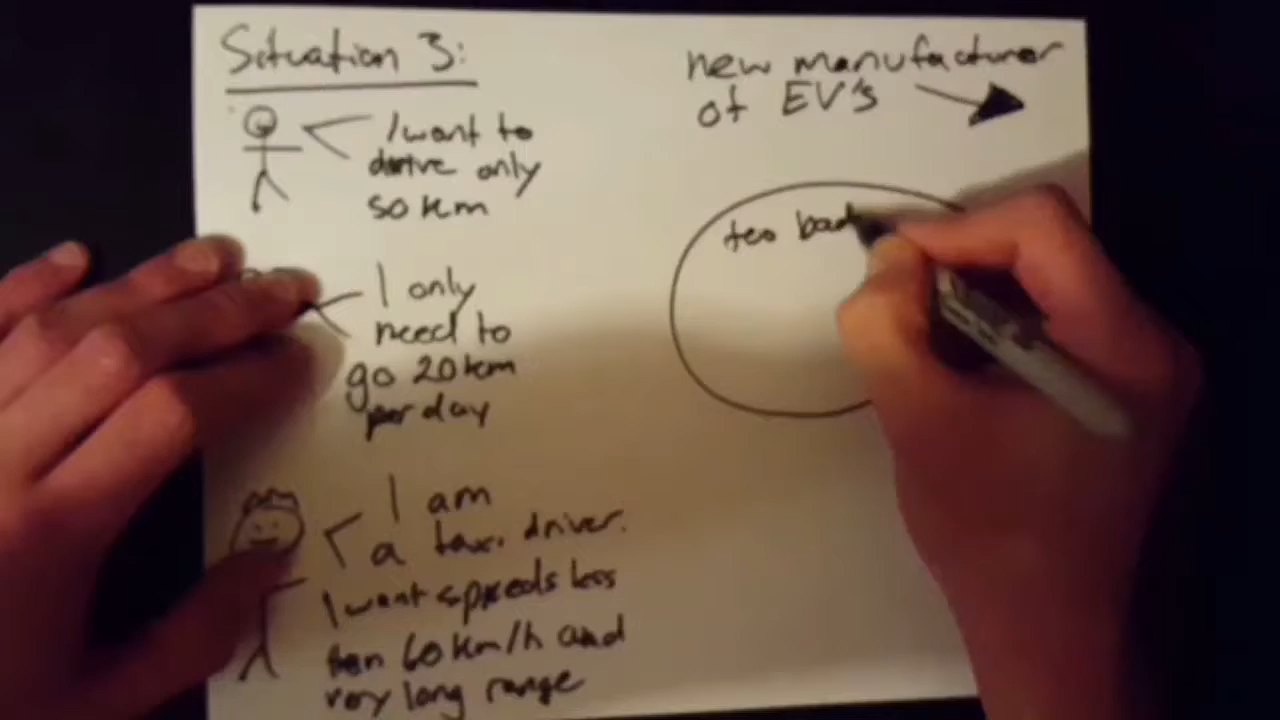 Situation 3:
I want to
drive only
50 km
I only
need to
go 20 km
per day
I am
a taxi driver.
I want speeds less
ten 60 km/h and
very long range
new manufacturer
of EV's
too bad